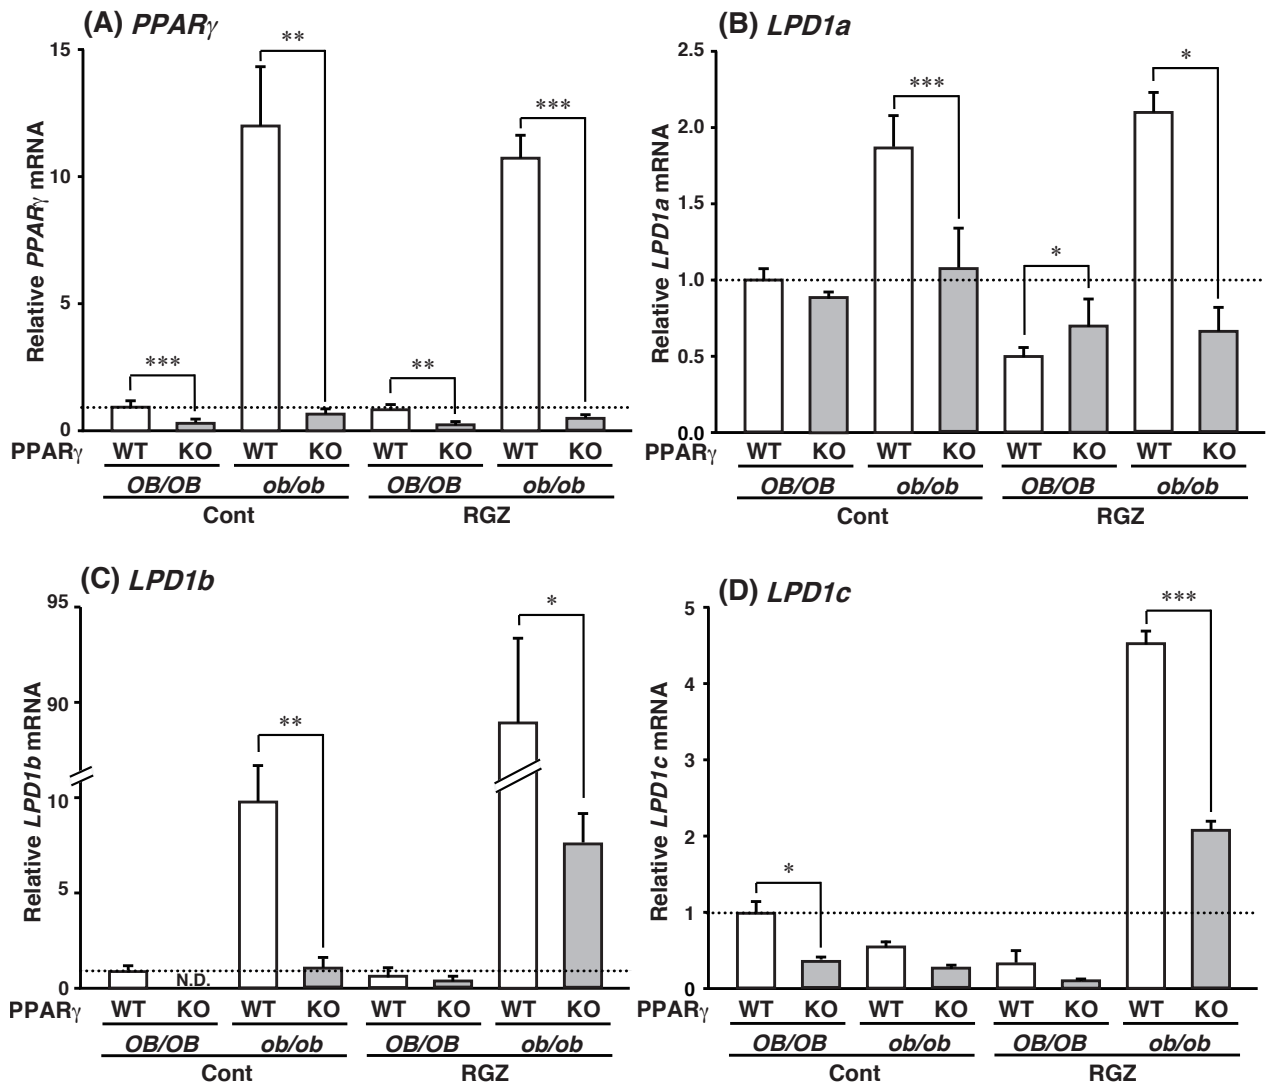 (A) PPARγ
Relative PPARγ mRNA
15
10
5
0
***
**
**
***
PPARγ WT KO WT KO WT KO WT KO
OB/OB ob/ob OB/OB ob/ob
Cont RGZ
(B) LPD1a
Relative LPD1a mRNA
2.5
2.0
1.5
1.0
0.5
0.0
***
*
*
PPARγ WT KO WT KO WT KO WT KO
OB/OB ob/ob OB/OB ob/ob
Cont RGZ
(C) LPD1b
Relative LPD1b mRNA
95
90
10
5
0
N.D.
**
*
PPARγ WT KO WT KO WT KO WT KO
OB/OB ob/ob OB/OB ob/ob
Cont RGZ
(D) LPD1c
Relative LPD1c mRNA
5
4
3
2
1
0
*
***
PPARγ WT KO WT KO WT KO WT KO
OB/OB ob/ob OB/OB ob/ob
Cont RGZ